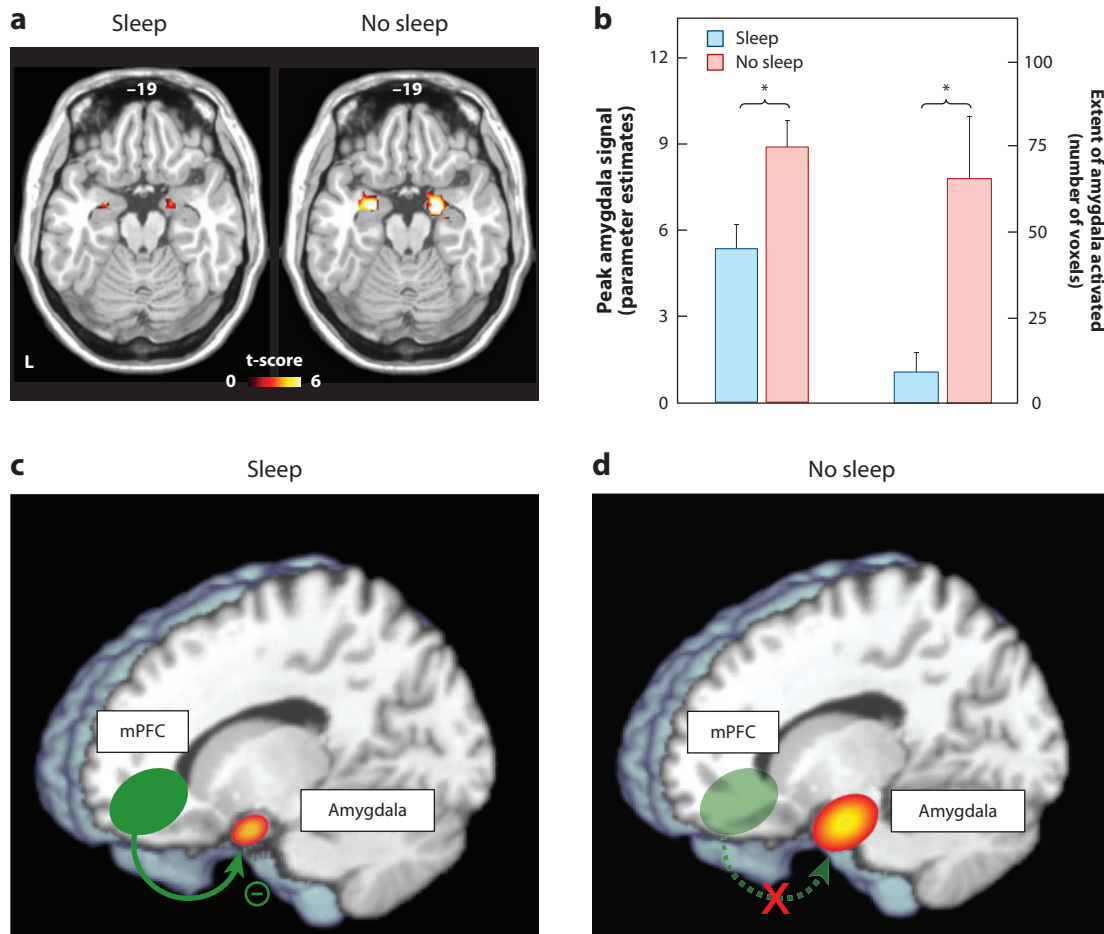 a
Sleep
No sleep
–19
–19
L
t-score
0
6
b
Sleep
No sleep
12
9
6
3
0
Peak amygdala signal
(parameter estimates)
*
*
100
75
50
25
0
Extent of amygdala activated
(number of voxels)
c
Sleep
mPFC
Amygdala
–
d
No sleep
mPFC
Amygdala
X